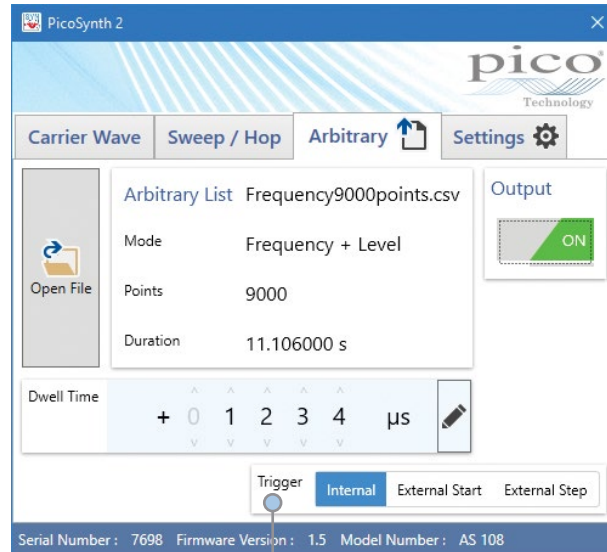 PicoSynth 2
pico
Technology
Carrier Wave Sweep / Hop Arbitrary Settings
Open File
Arbitrary List Frequency9000points.csv
Mode Frequency + Level
Points 9000
Duration 11.106000 s
Output
ON
Dwell Time + 0 1 2 3 4 µs
Trigger Internal External Start External Step
Serial Number : 7698 Firmware Version : 1.5 Model Number : AS 108